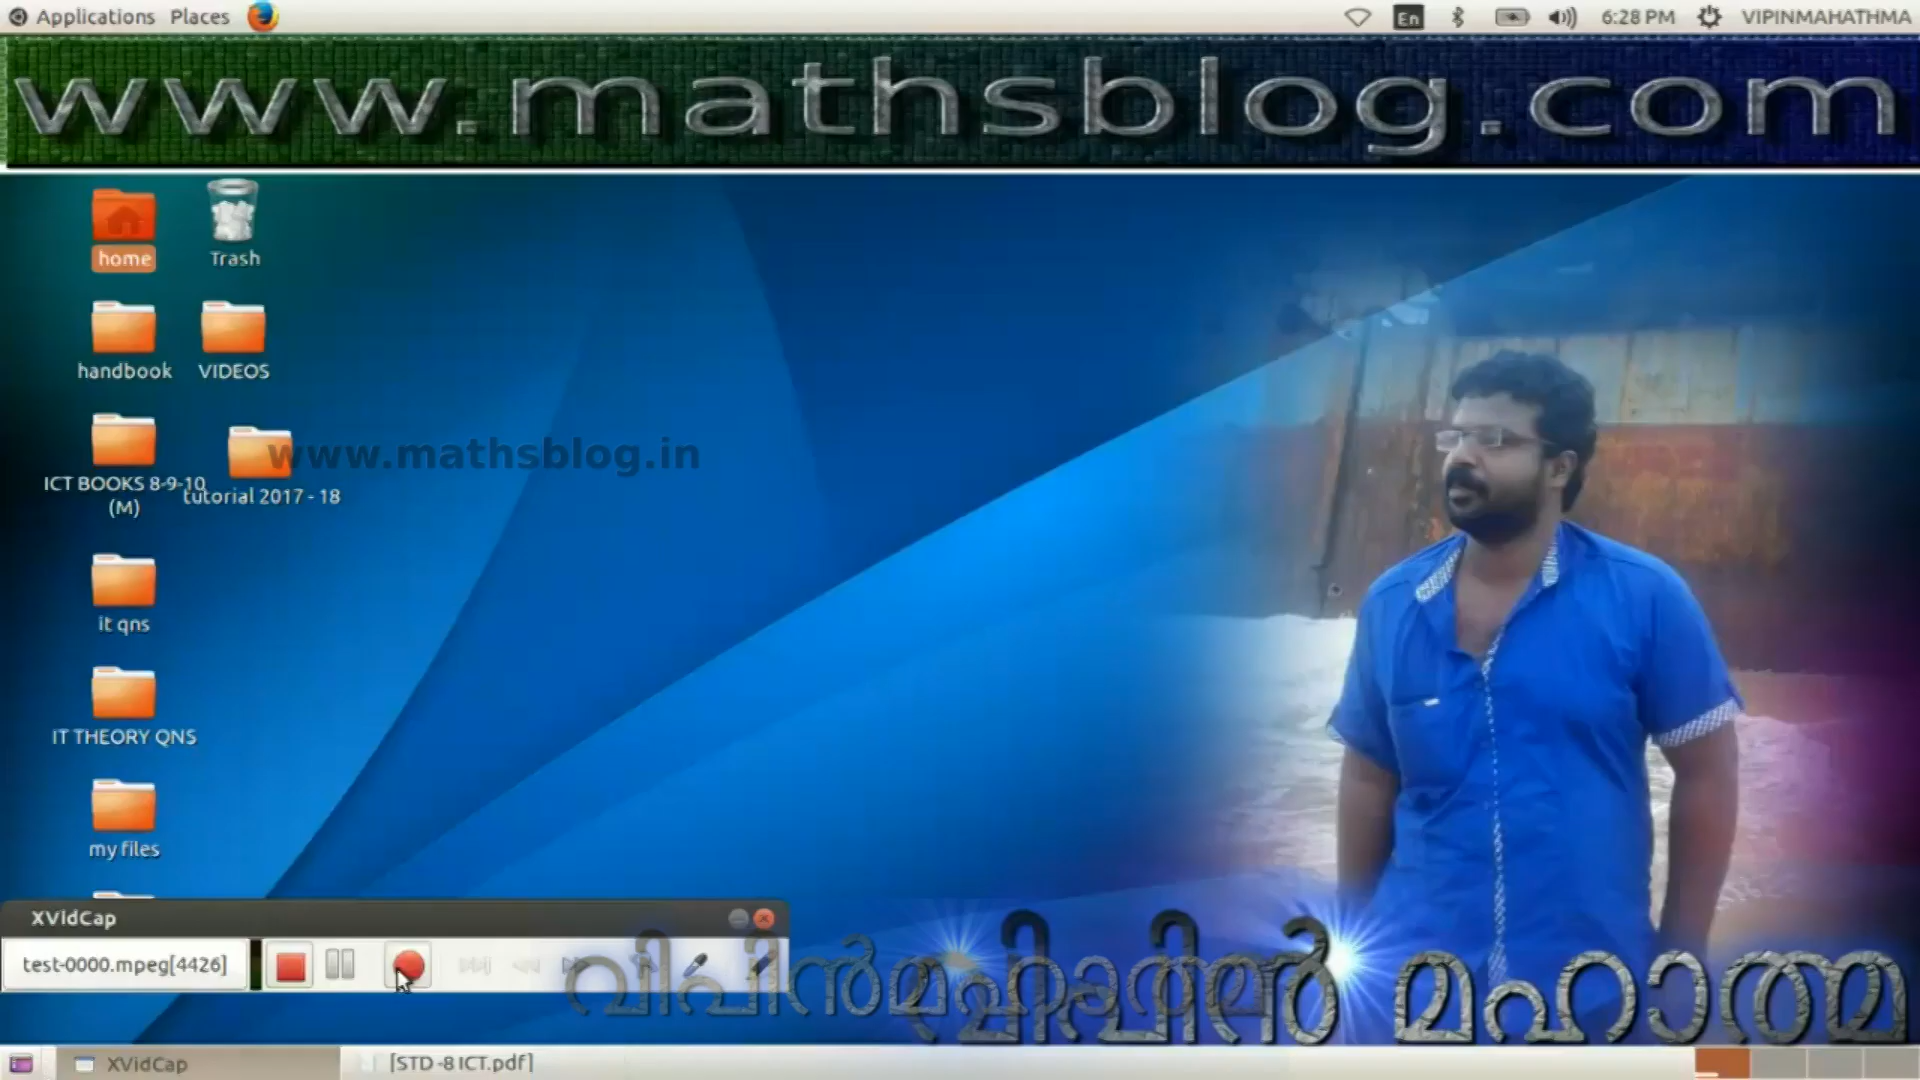 Applications Places
En
6:28 PM
VIPINMAHATHMA
www.mathsblog.com
home
Trash
handbook
VIDEOS
www.mathsblog.in
ICT BOOKS 8-9-10
(M)
tutorial 2017 - 18
it qns
IT THEORY QNS
my files
XVidCap
test-0000.mpeg[4426]
വിപിൻ മഹാത്മ
XVidCap
[STD -8 ICT.pdf]